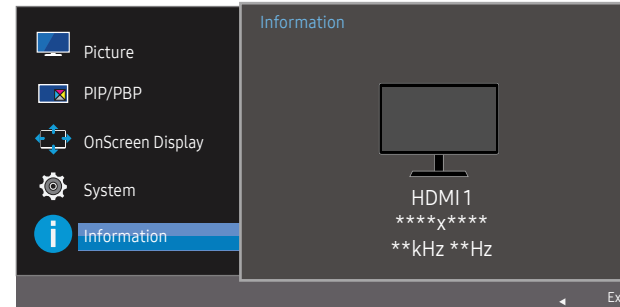 Information
Picture
PIP/PBP
OnScreen Display
System
Information
HDMI 1
****x****
**kHz **Hz